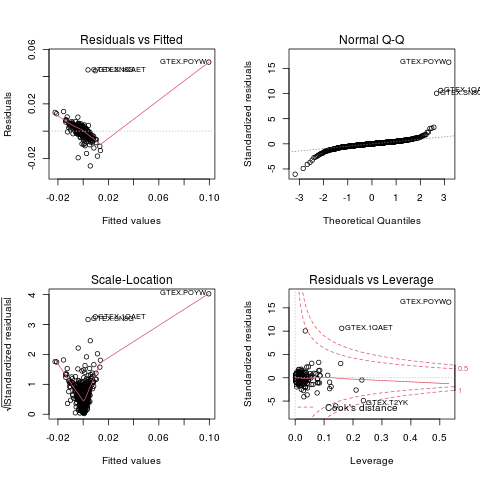 Residuals vs Fitted
Residuals
-0.02
0.02
0.06
GTEX.POYW
GTEX.1QAET
-0.02
0.02
0.06
0.10
Fitted values
Normal Q-Q
Standardized residuals
-5
0
5
10
15
GTEX.POYW
-3
-2
-1
0
1
2
3
Theoretical Quantiles
Scale-Location
√|Standardized residuals|
0
1
2
3
4
GTEX.POYW
GTEX.1QAET
-0.02
0.02
0.06
0.10
Fitted values
Residuals vs Leverage
Standardized residuals
-5
0
5
10
15
GTEX.POYW
GTEX.1QAET
GTEX.T2YK
Cook's distance
0.5
1
0.0
0.1
0.2
0.3
0.4
0.5
Leverage